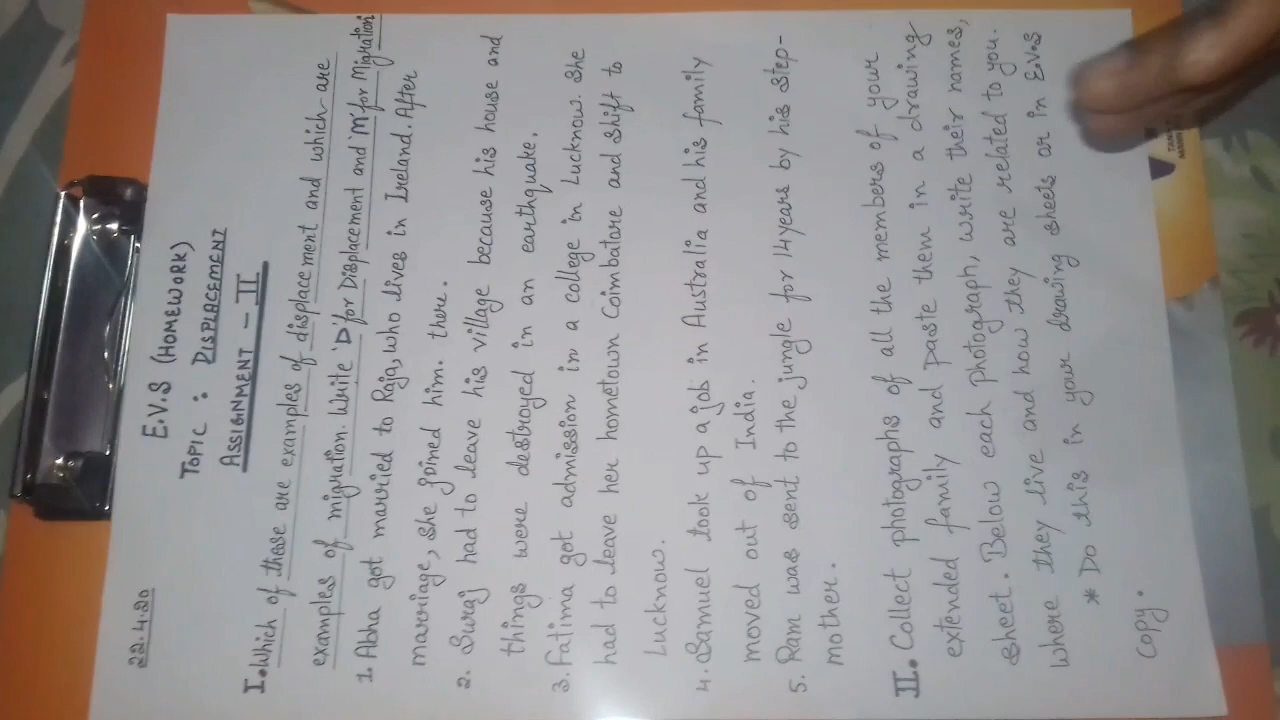 22.4.20
E.V.S (HOMEWORK)
TOPIC : DISPLACEMENT
ASSIGNMENT - II
I. Which of these are examples of displacement and which are
examples of migration. Write 'D' for Displacement and 'M' for Migration
1. Abha got married to Raja, who lives in Ireland. After
marriage, she joined him. there.
2. Suraj had to leave his village because his house and
things were destroyed in an earthquake.
3. Fatima got admission in a college in Lucknow. She
had to leave her hometown Coimbatore and shift to
Lucknow.
4. Samuel took up a job in Australia and his family
moved out of India.
5. Ram was sent to the jungle for 14 years by his step-
mother.
II. Collect photographs of all the members of your
extended family and paste them in a drawing
sheet. Below each photograph, write their names,
where they live and how they are related to you.
* Do this in your drawing sheets or in E.V.S
copy.